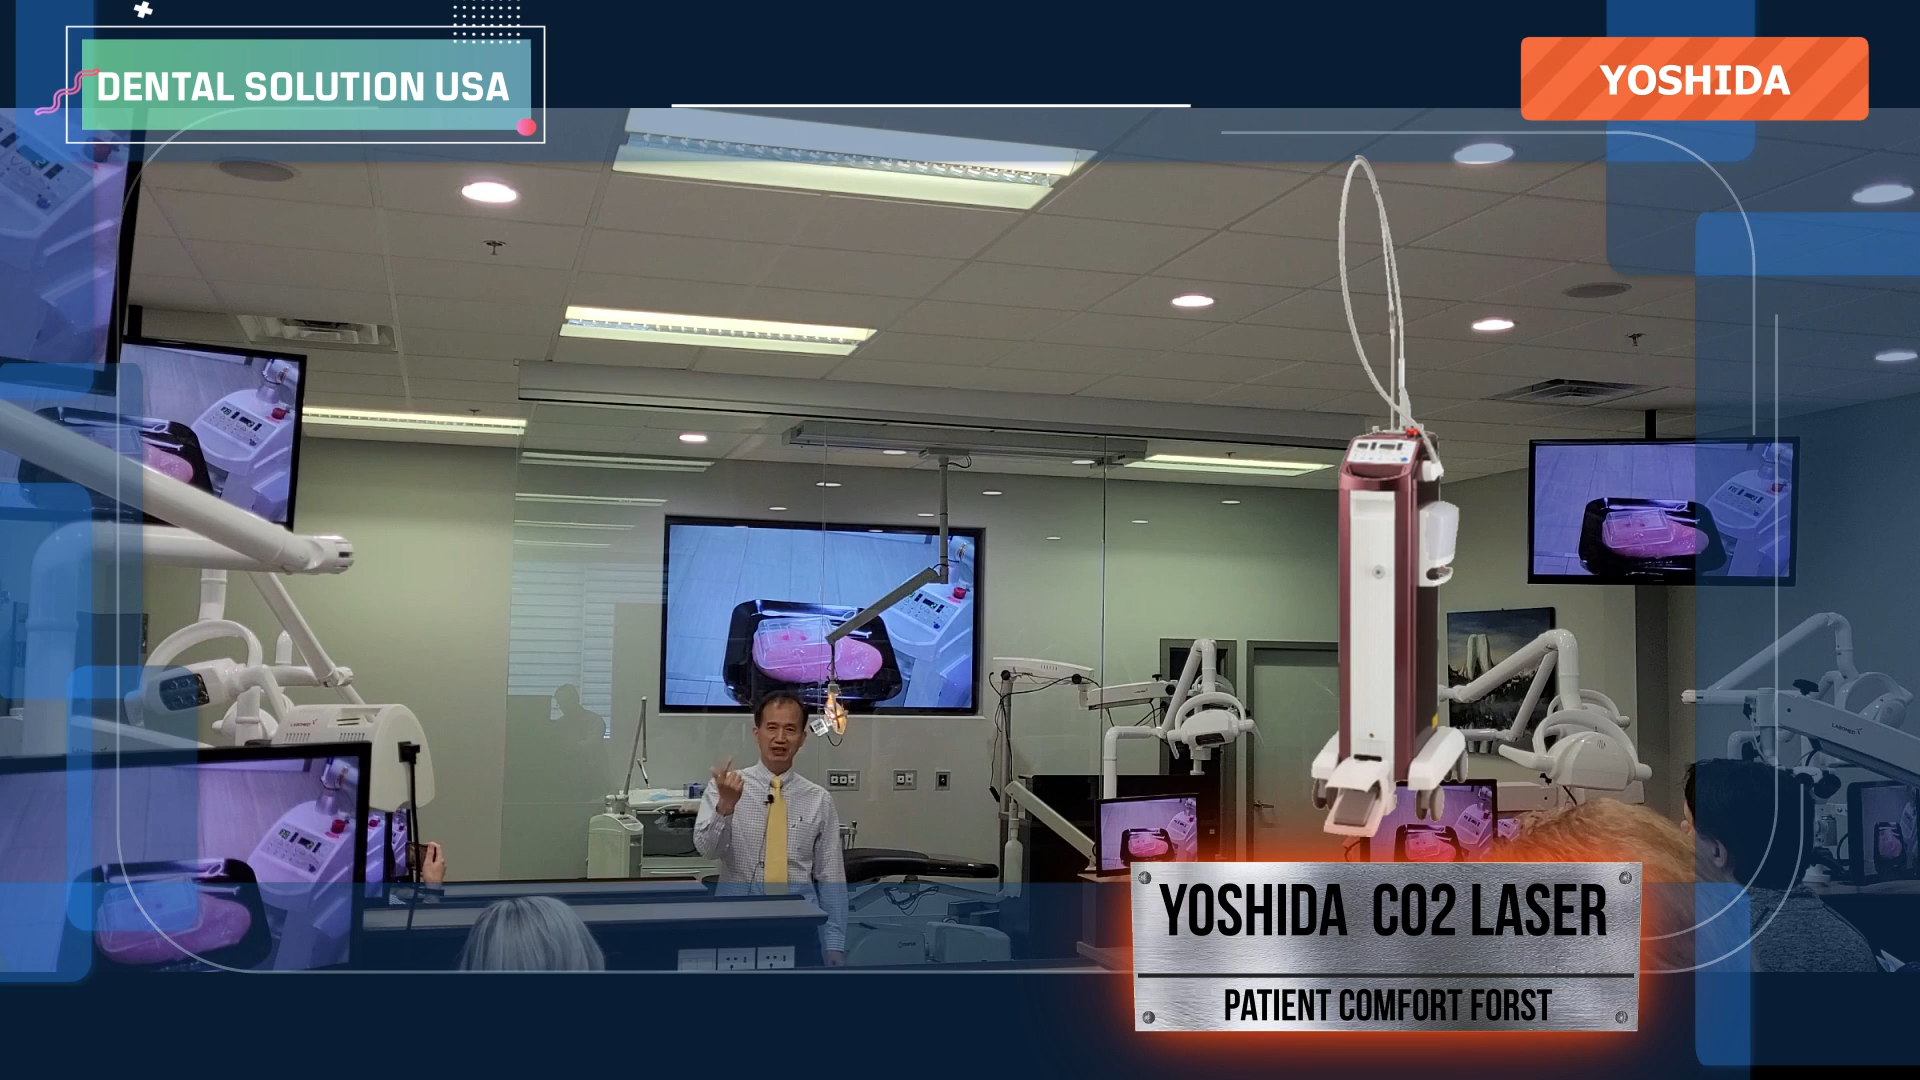 DENTAL SOLUTION USA
YOSHIDA
YOSHIDA CO2 LASER
PATIENT COMFORT FORST